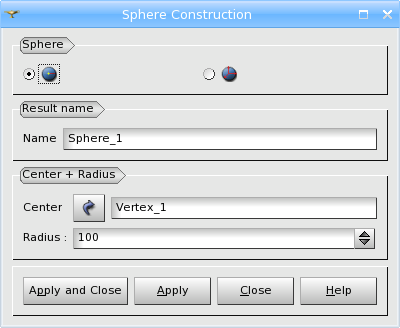 Sphere Construction
Sphere
Result name
Name Sphere_1
Center + Radius
Center Vertex_1
Radius : 100
Apply and Close Apply Close Help